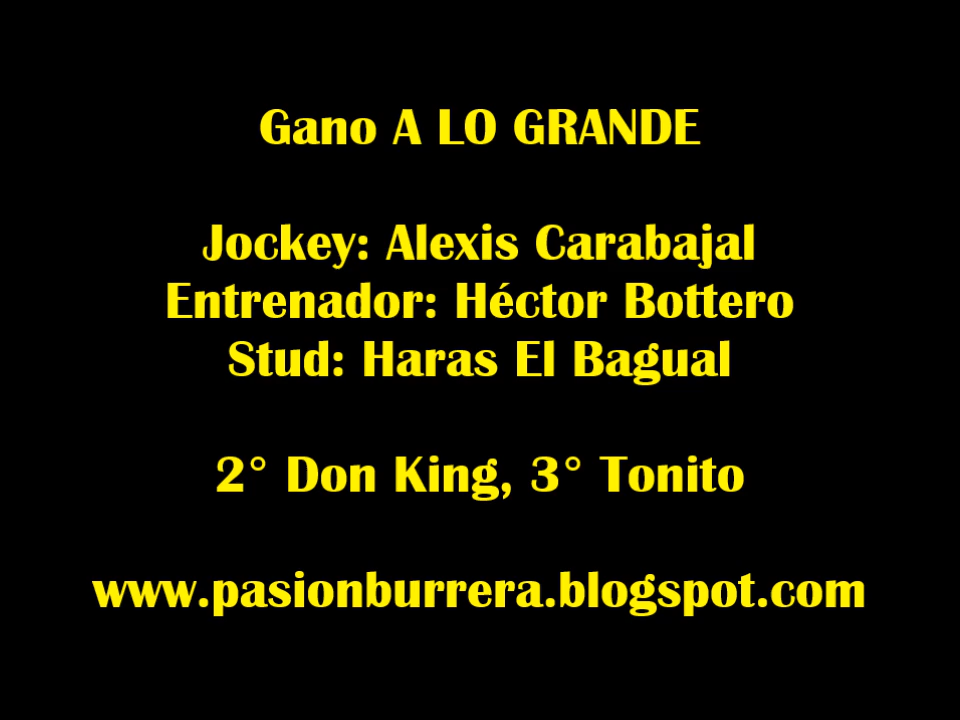 Gano A LO GRANDE
Jockey: Alexis Carabajal
Entrenador: Héctor Bottero
Stud: Haras El Bagual
2° Don King, 3° Tonito
www.pasionburrera.blogspot.com